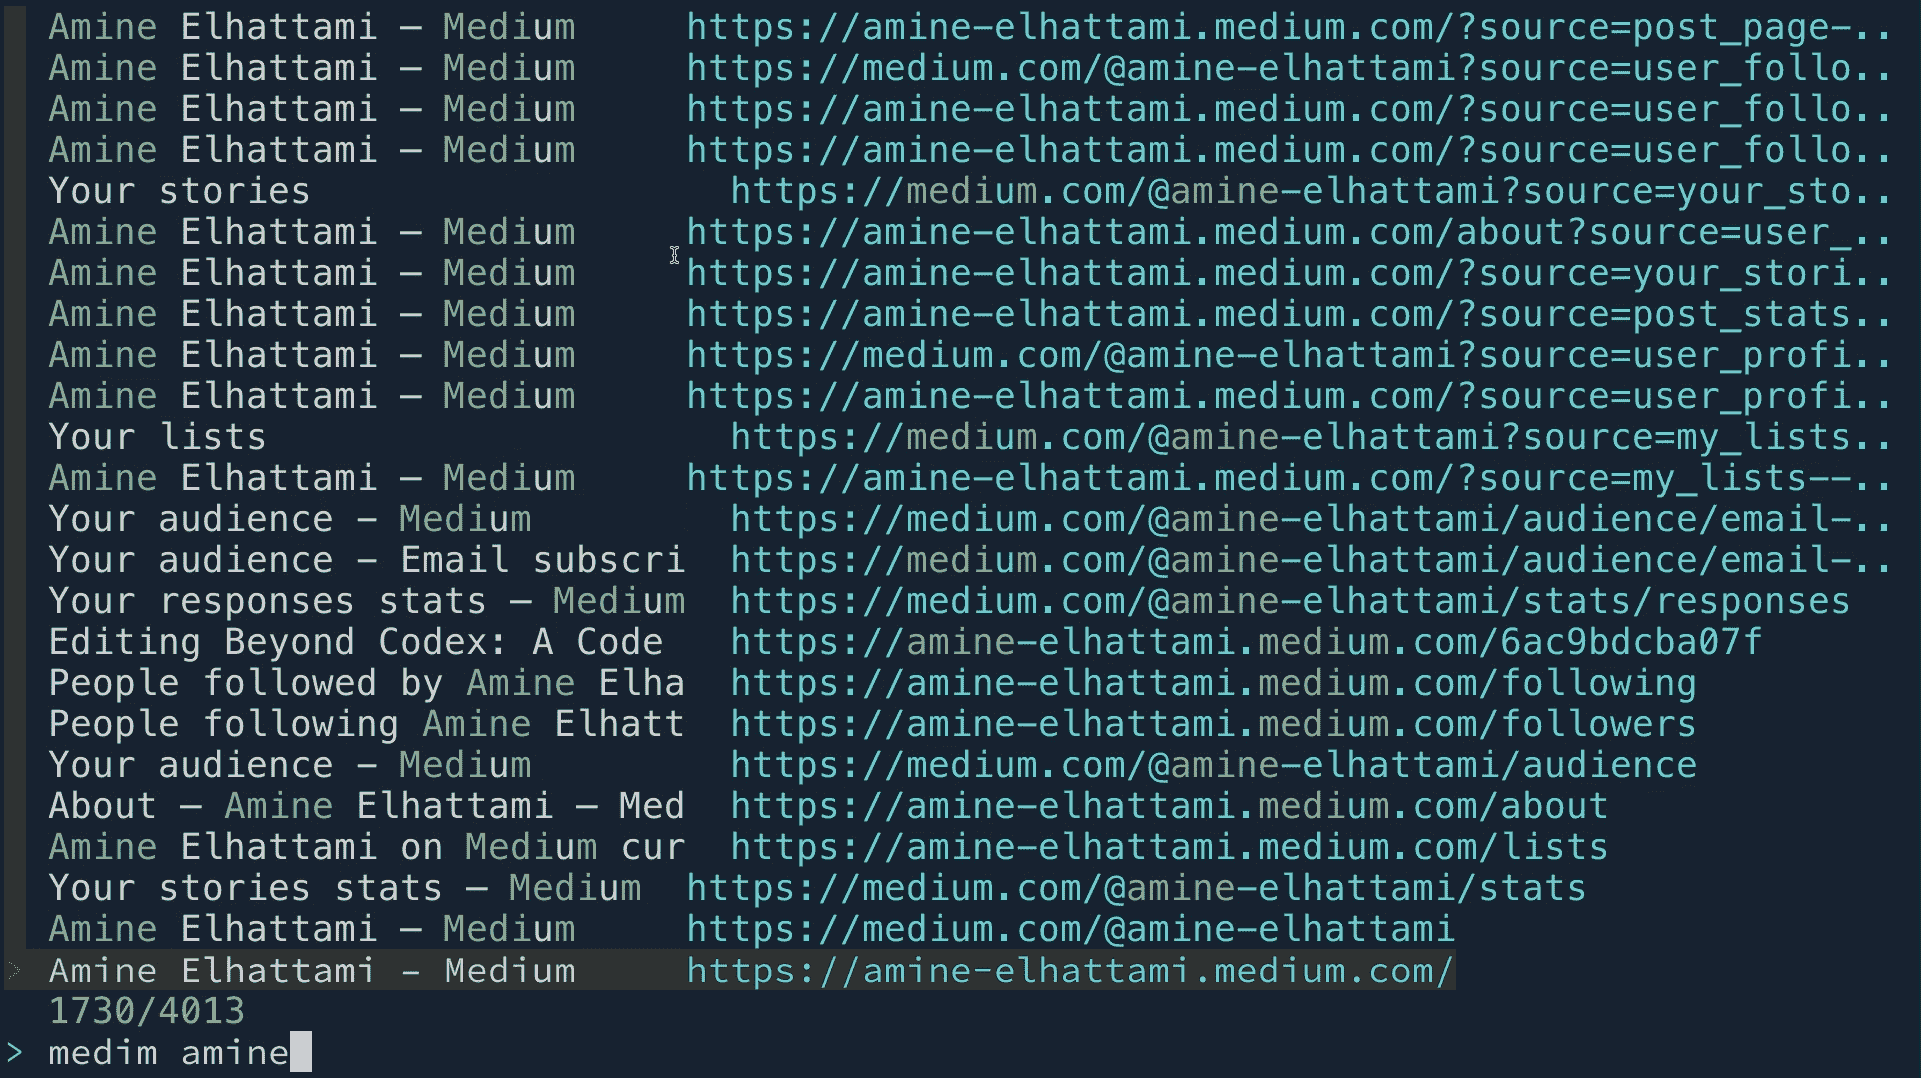 Amine Elhattami – Medium https://amine-elhattami.medium.com/?source=post_page-..
Amine Elhattami – Medium https://medium.com/@amine-elhattami?source=user_follo..
Amine Elhattami – Medium https://amine-elhattami.medium.com/?source=user_follo..
Amine Elhattami – Medium https://amine-elhattami.medium.com/?source=user_follo..
Your stories https://medium.com/@amine-elhattami?source=your_sto..
Amine Elhattami – Medium https://amine-elhattami.medium.com/about?source=user_..
Amine Elhattami – Medium https://amine-elhattami.medium.com/?source=your_stori..
Amine Elhattami – Medium https://amine-elhattami.medium.com/?source=post_stats..
Amine Elhattami – Medium https://medium.com/@amine-elhattami?source=user_profi..
Amine Elhattami – Medium https://amine-elhattami.medium.com/?source=user_profi..
Your lists https://medium.com/@amine-elhattami?source=my_lists..
Amine Elhattami – Medium https://amine-elhattami.medium.com/?source=my_lists--..
Your audience – Medium https://medium.com/@amine-elhattami/audience/email-..
Your audience – Email subscri https://medium.com/@amine-elhattami/audience/email-..
Your responses stats – Medium https://medium.com/@amine-elhattami/stats/responses
Editing Beyond Codex: A Code https://amine-elhattami.medium.com/6ac9bdcba07f
People followed by Amine Elha https://amine-elhattami.medium.com/following
People following Amine Elhatt https://amine-elhattami.medium.com/followers
Your audience – Medium https://medium.com/@amine-elhattami/audience
About – Amine Elhattami – Med https://amine-elhattami.medium.com/about
Amine Elhattami on Medium cur https://amine-elhattami.medium.com/lists
Your stories stats – Medium https://medium.com/@amine-elhattami/stats
Amine Elhattami – Medium https://medium.com/@amine-elhattami
> Amine Elhattami – Medium https://amine-elhattami.medium.com/
1730/4013
> medim amine